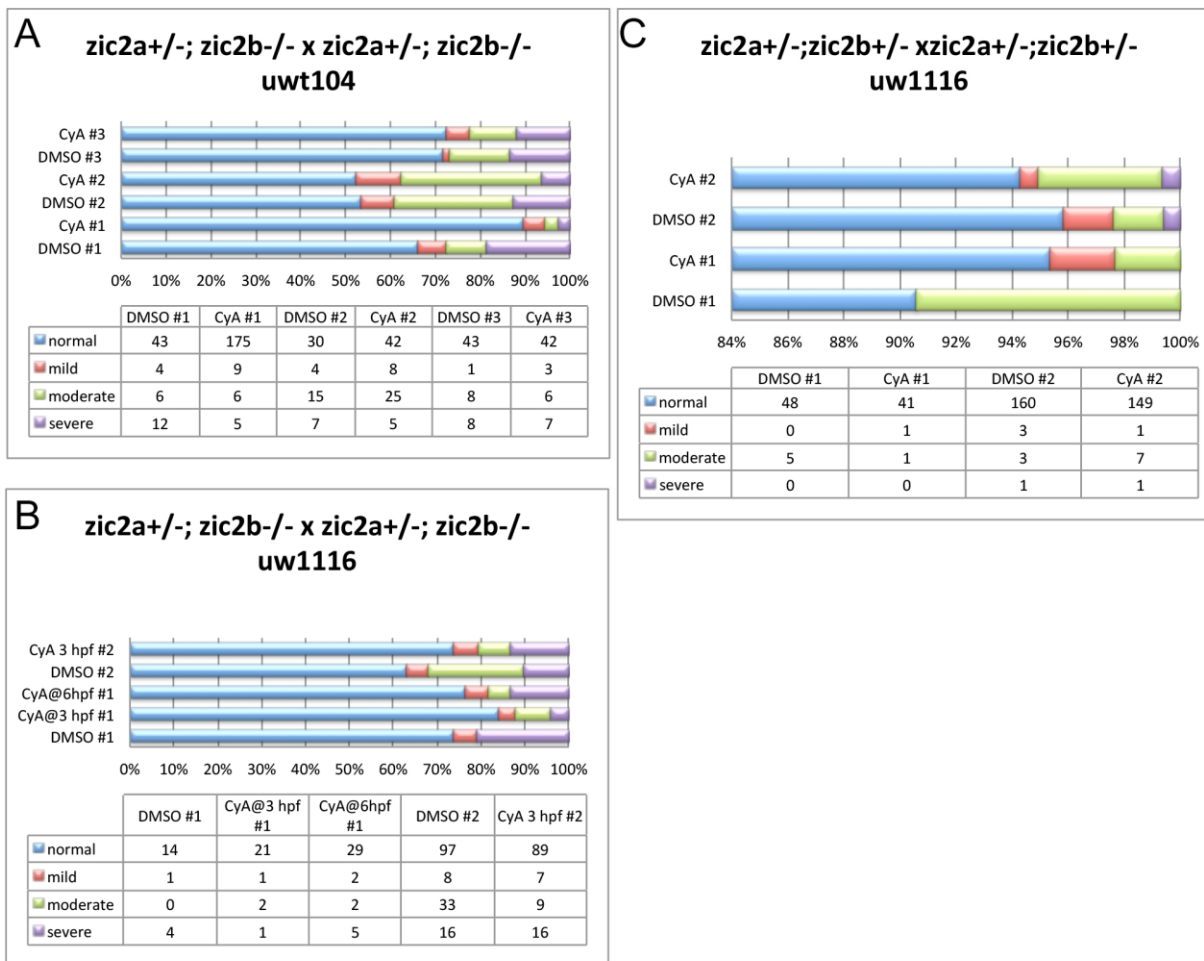 A
zic2a+/-; zic2b-/- x zic2a+/-; zic2b-/-
uwt104
CyA #3
DMSO #3
CyA #2
DMSO #2
CyA #1
DMSO #1
0% 10% 20% 30% 40% 50% 60% 70% 80% 90% 100%
DMSO #1 CyA #1 DMSO #2 CyA #2 DMSO #3 CyA #3
normal 43 175 30 42 43 42
mild 4 9 4 8 1 3
moderate 6 6 15 25 8 6
severe 12 5 7 5 8 7
B
zic2a+/-; zic2b-/- x zic2a+/-; zic2b-/-
uw1116
CyA 3 hpf #2
DMSO #2
CyA@6hpf #1
CyA@3 hpf #1
DMSO #1
0% 10% 20% 30% 40% 50% 60% 70% 80% 90% 100%
DMSO #1 CyA@3 hpf #1 CyA@6hpf #1 DMSO #2 CyA 3 hpf #2
normal 14 21 29 97 89
mild 1 1 2 8 7
moderate 0 2 2 33 9
severe 4 1 5 16 16
C
zic2a+/-;zic2b+/- xzic2a+/-;zic2b+/-
uw1116
CyA #2
DMSO #2
CyA #1
DMSO #1
84% 86% 88% 90% 92% 94% 96% 98% 100%
DMSO #1 CyA #1 DMSO #2 CyA #2
normal 48 41 160 149
mild 0 1 3 1
moderate 5 1 3 7
severe 0 0 1 1